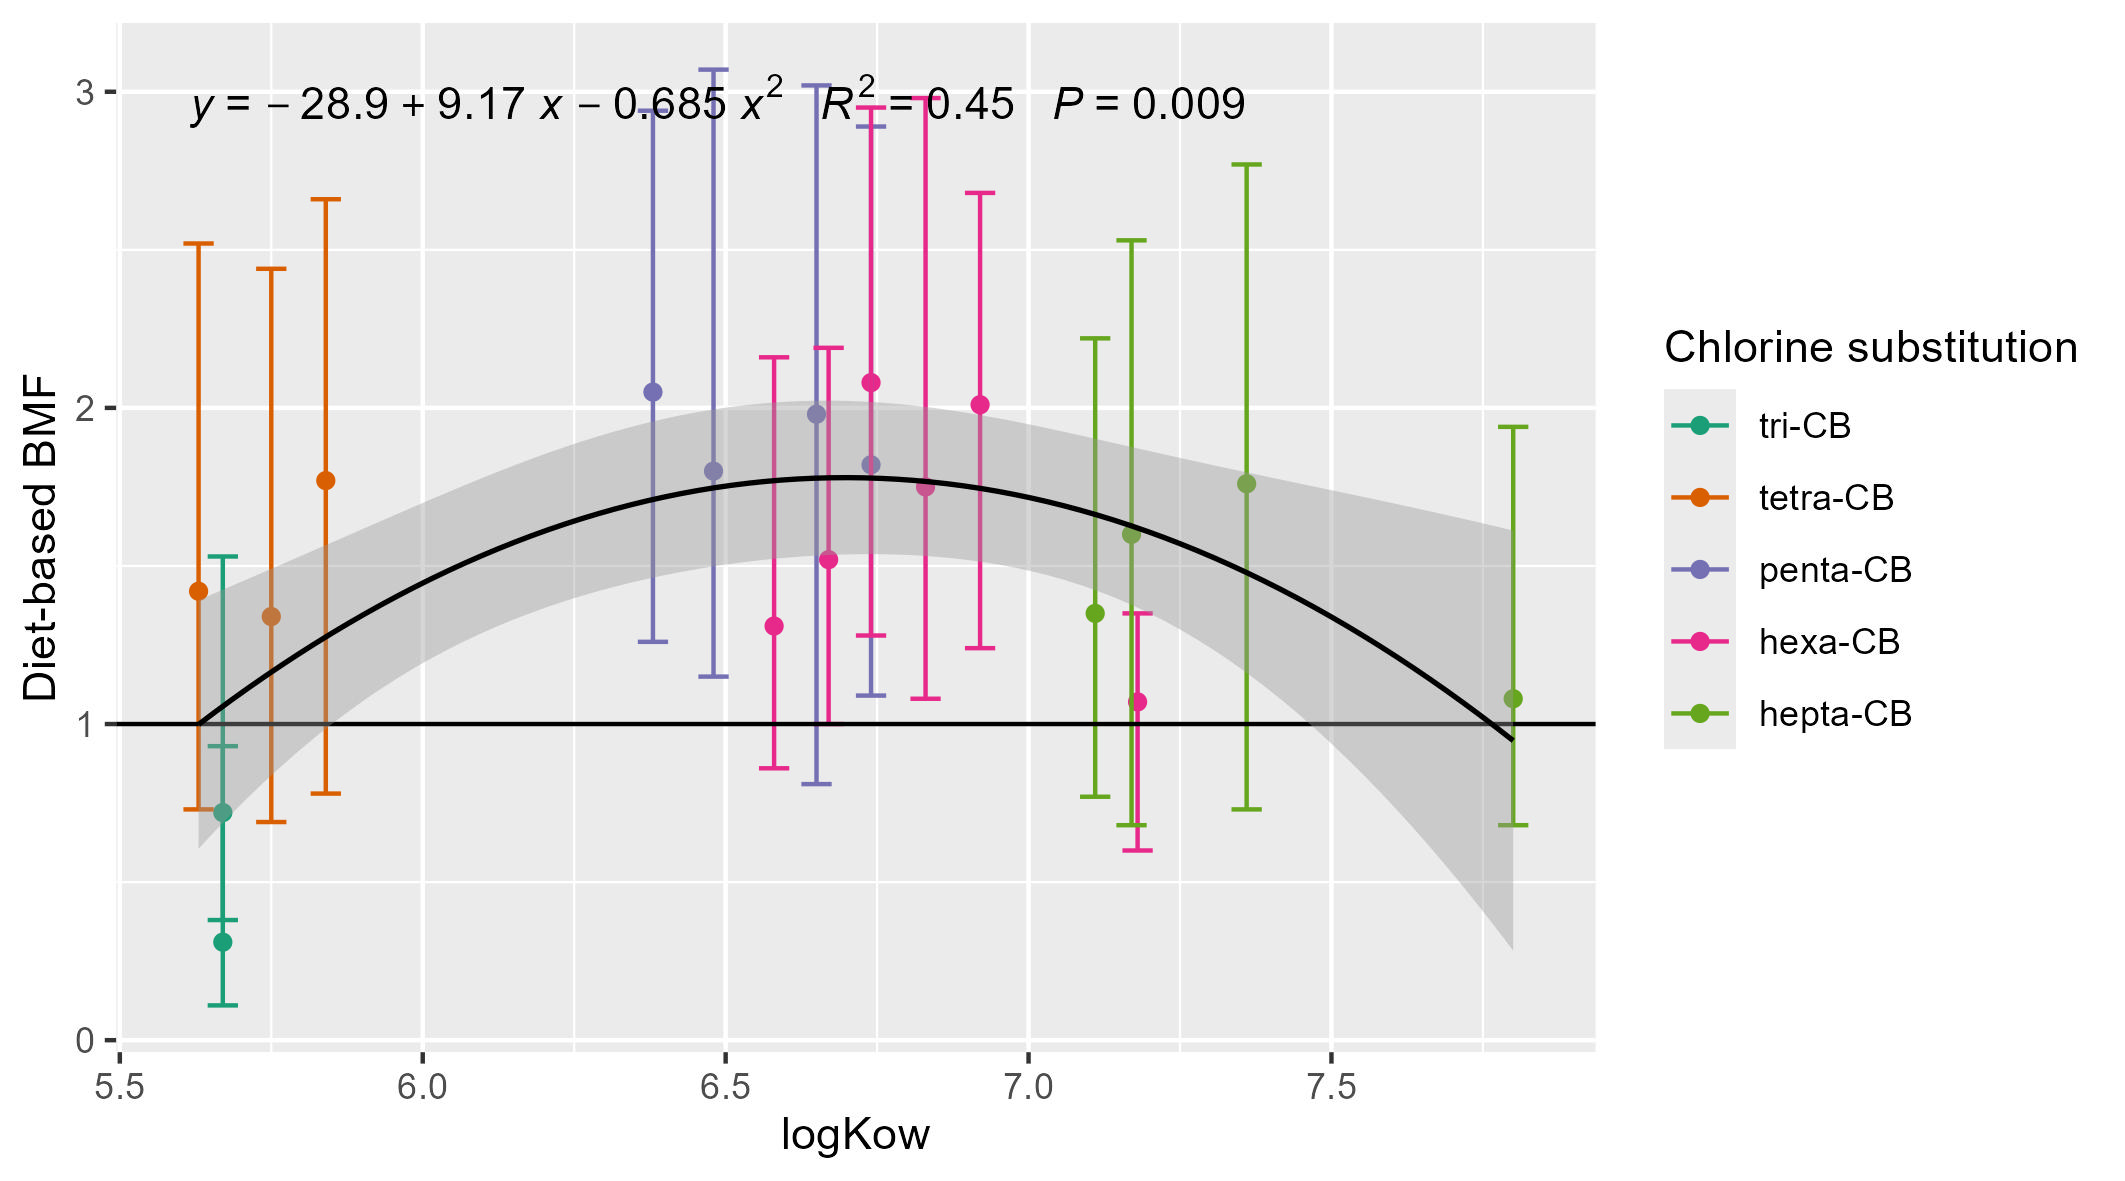 y = − 28.9 + 9.17 x − 0.685 x² R² = 0.45 P = 0.009
3
2
1
0
Diet-based BMF
5.5 6.0 6.5 7.0 7.5
logKow
Chlorine substitution
tri-CB
tetra-CB
penta-CB
hexa-CB
hepta-CB